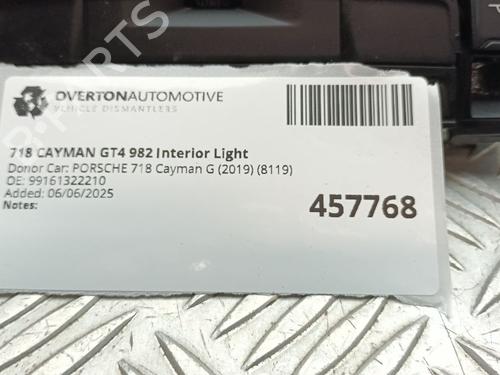 OVERTONAUTOMOTIVE
VEHICLE DISMANTLERS
718 CAYMAN GT4 982 Interior Light
Donor Car: PORSCHE 718 Cayman G (2019) (8119)
OE: 99161322210
Added: 06/06/2025
Notes:
457768